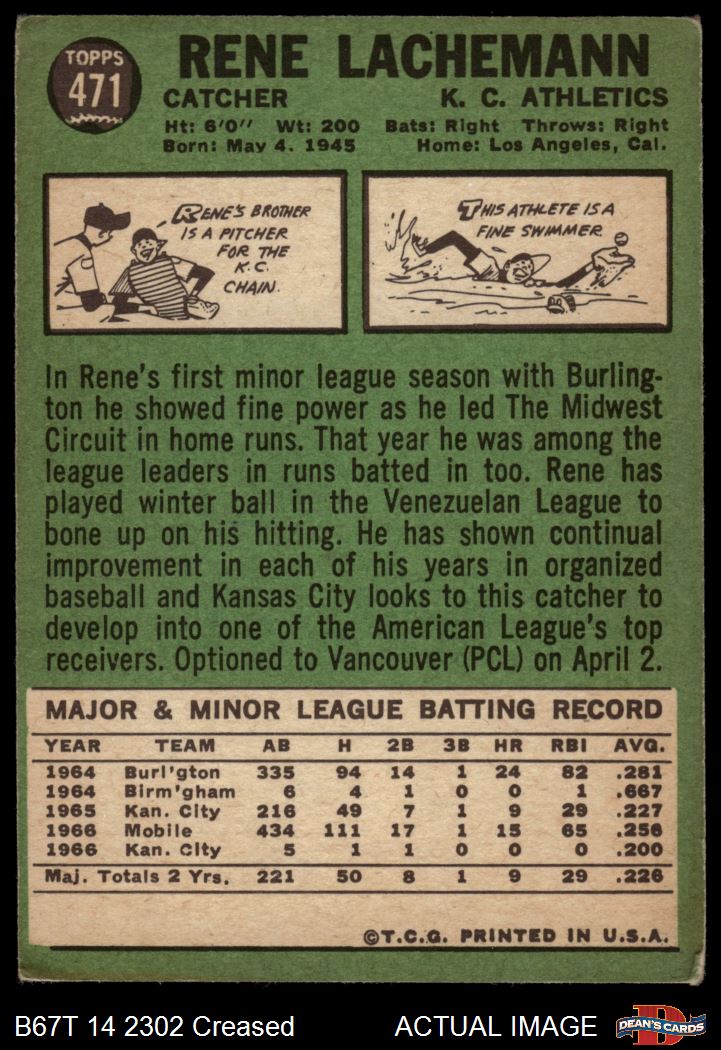 TOPPS
471
RENE LACHEMANN
CATCHER K. C. ATHLETICS
Ht: 6'0" Wt: 200 Bats: Right Throws: Right
Born: May 4, 1945 Home: Los Angeles, Cal.
RENE'S BROTHER
IS A PITCHER
FOR THE
K.C.
CHAIN.
THIS ATHLETE IS A
FINE SWIMMER
In Rene's first minor league season with Burling-
ton he showed fine power as he led The Midwest
Circuit in home runs. That year he was among the
league leaders in runs batted in too. Rene has
played winter ball in the Venezuelan League to
bone up on his hitting. He has shown continual
improvement in each of his years in organized
baseball and Kansas City looks to this catcher to
develop into one of the American League's top
receivers. Optioned to Vancouver (PCL) on April 2.
MAJOR & MINOR LEAGUE BATTING RECORD
YEAR TEAM AB H 2B 3B HR RBI AVG.
1964 Burl'gton 335 94 14 1 24 82 .281
1964 Birm'gham 6 4 1 0 0 1 .667
1965 Kan. City 216 49 7 1 9 29 .227
1966 Mobile 434 111 17 1 15 65 .256
1966 Kan. City 5 1 1 0 0 0 .200
Maj. Totals 2 Yrs. 221 50 8 1 9 29 .226
©T.C.G. PRINTED IN U.S.A.
B67T 14 2302 Creased ACTUAL IMAGE DEAN'S CARDS